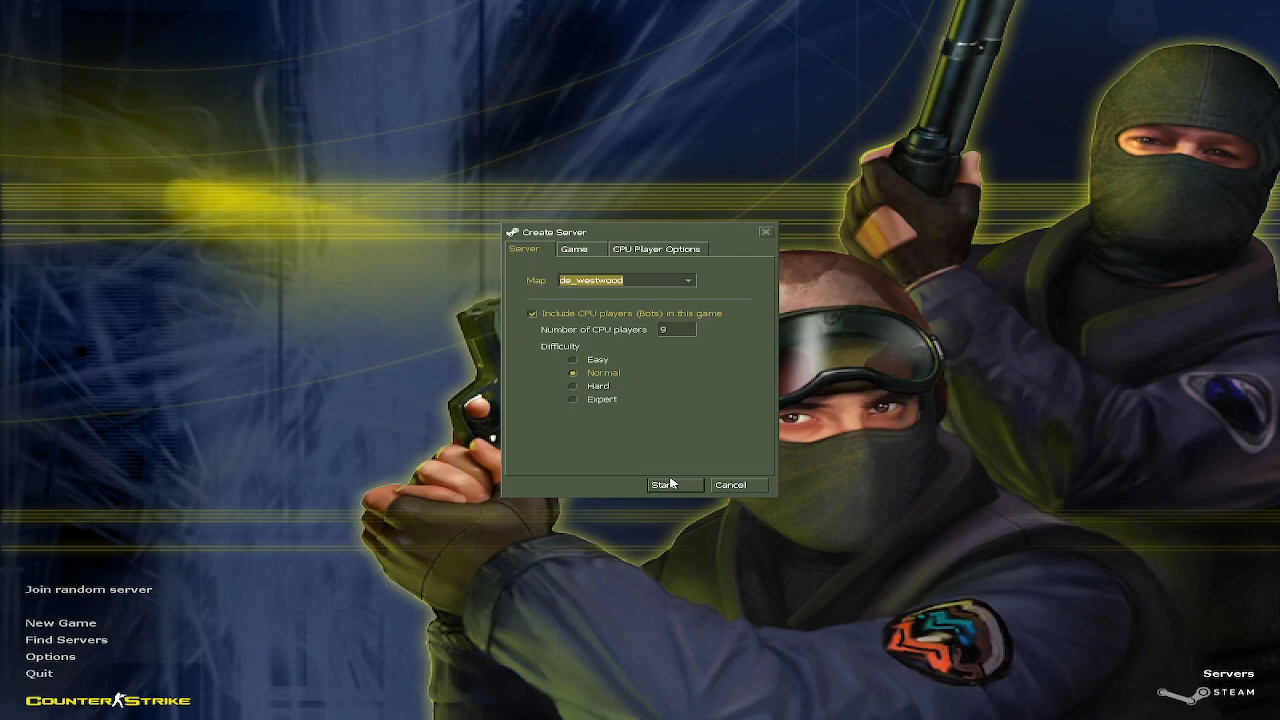 Create Server
Server Game CPU Player Options
Map de_westwood
Include CPU players (Bots) in this game
Number of CPU players 9
Difficulty
Easy
Normal
Hard
Expert
Start Cancel
Join random server
New Game
Find Servers
Options
Quit
COUNTER STRIKE
Servers
STEAM